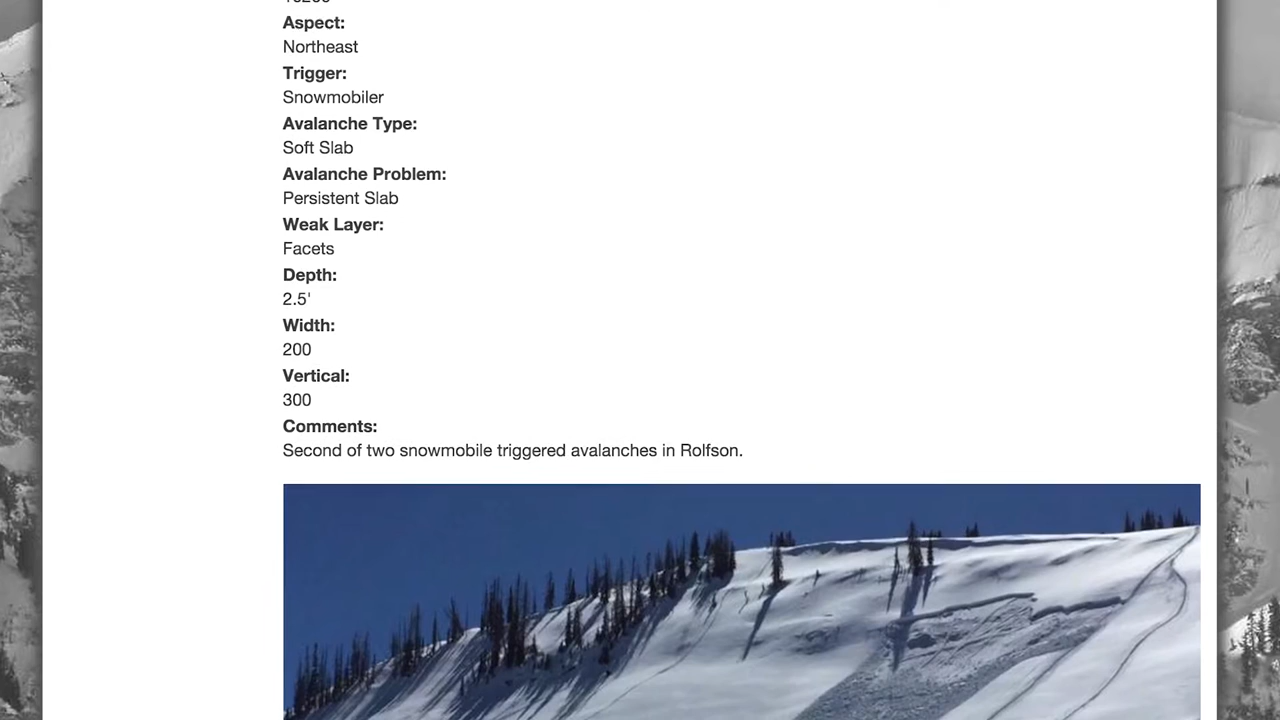 Aspect:
Northeast
Trigger:
Snowmobiler
Avalanche Type:
Soft Slab
Avalanche Problem:
Persistent Slab
Weak Layer:
Facets
Depth:
2.5'
Width:
200
Vertical:
300
Comments:
Second of two snowmobile triggered avalanches in Rolfson.